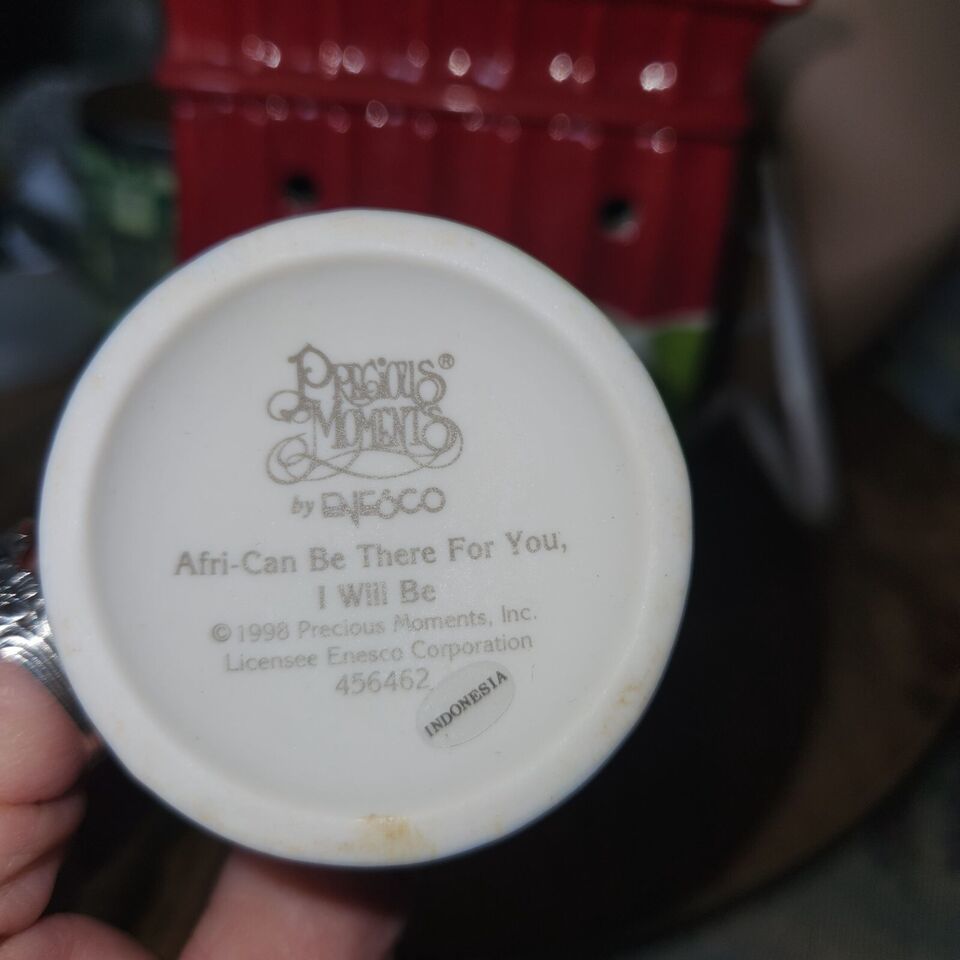 PRECIOUS®
MOMENTS
by ENESCO
Afri-Can Be There For You,
I Will Be
© 1998 Precious Moments, Inc.
Licensee Enesco Corporation
456462
INDONESIA